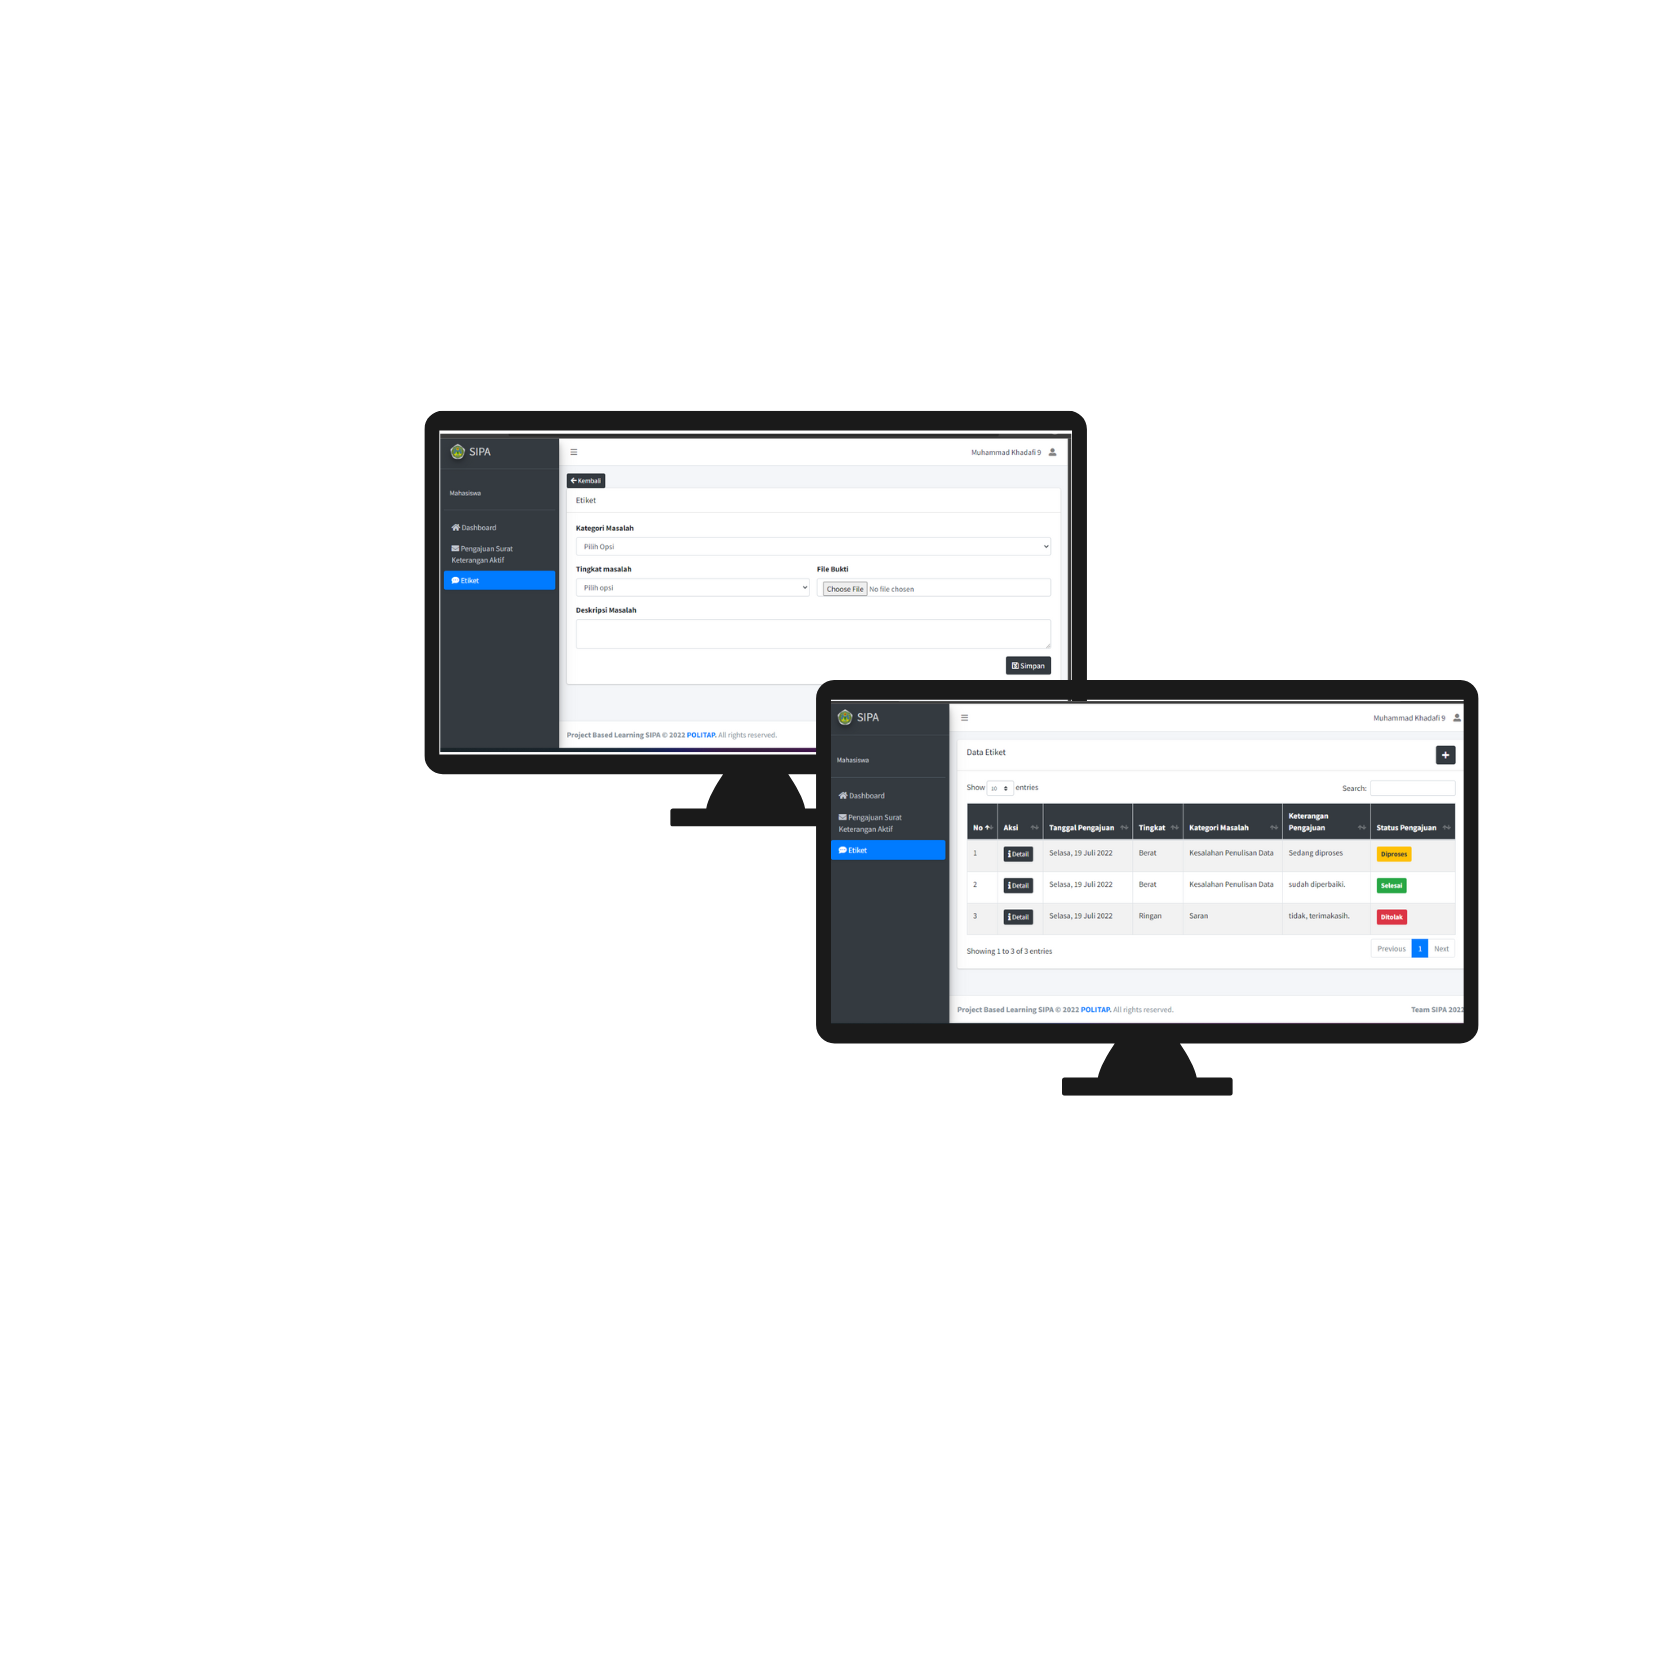 SIPA
Muhammad Khadafi 9
Mahasiswa
Dashboard
Pengajuan Surat
Keterangan Aktif
Etiket
Kembali
Etiket
Kategori Masalah
Pilih Opsi
Tingkat masalah
File Bukti
Pilih opsi
Choose File No file chosen
Deskripsi Masalah
Simpan
Project Based Learning SIPA © 2022 POLITAP. All rights reserved.
SIPA
Muhammad Khadafi 9
Mahasiswa
Dashboard
Pengajuan Surat
Keterangan Aktif
Etiket
Data Etiket
Show 10 entries
Search:
No Aksi Tanggal Pengajuan Tingkat Kategori Masalah Keterangan Pengajuan Status Pengajuan
1 Detail Selasa, 19 Juli 2022 Berat Kesalahan Penulisan Data Sedang diproses Diproses
2 Detail Selasa, 19 Juli 2022 Berat Kesalahan Penulisan Data sudah diperbaiki. Selesai
3 Detail Selasa, 19 Juli 2022 Ringan Saran tidak, terimakasih. Ditolak
Showing 1 to 3 of 3 entries
Previous 1 Next
Project Based Learning SIPA © 2022 POLITAP. All rights reserved.
Team SIPA 2022